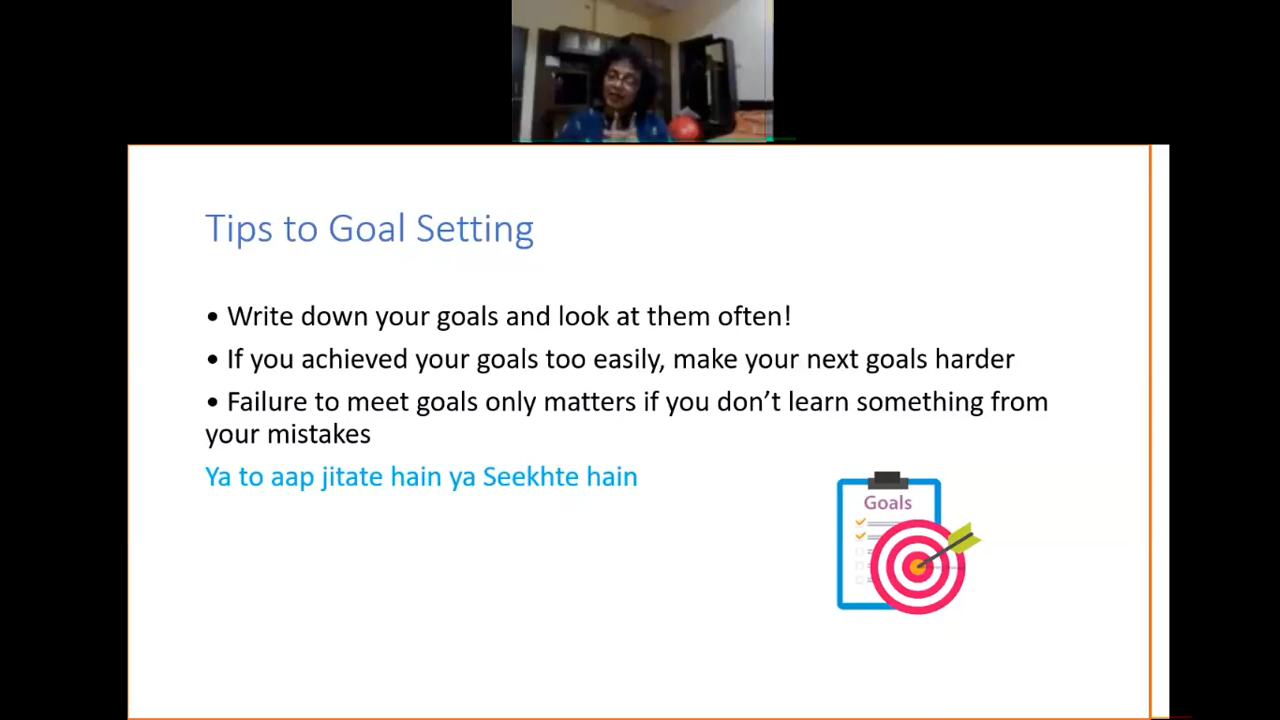 Tips to Goal Setting
• Write down your goals and look at them often!
• If you achieved your goals too easily, make your next goals harder
• Failure to meet goals only matters if you don’t learn something from
your mistakes
Ya to aap jitate hain ya Seekhte hain
Goals